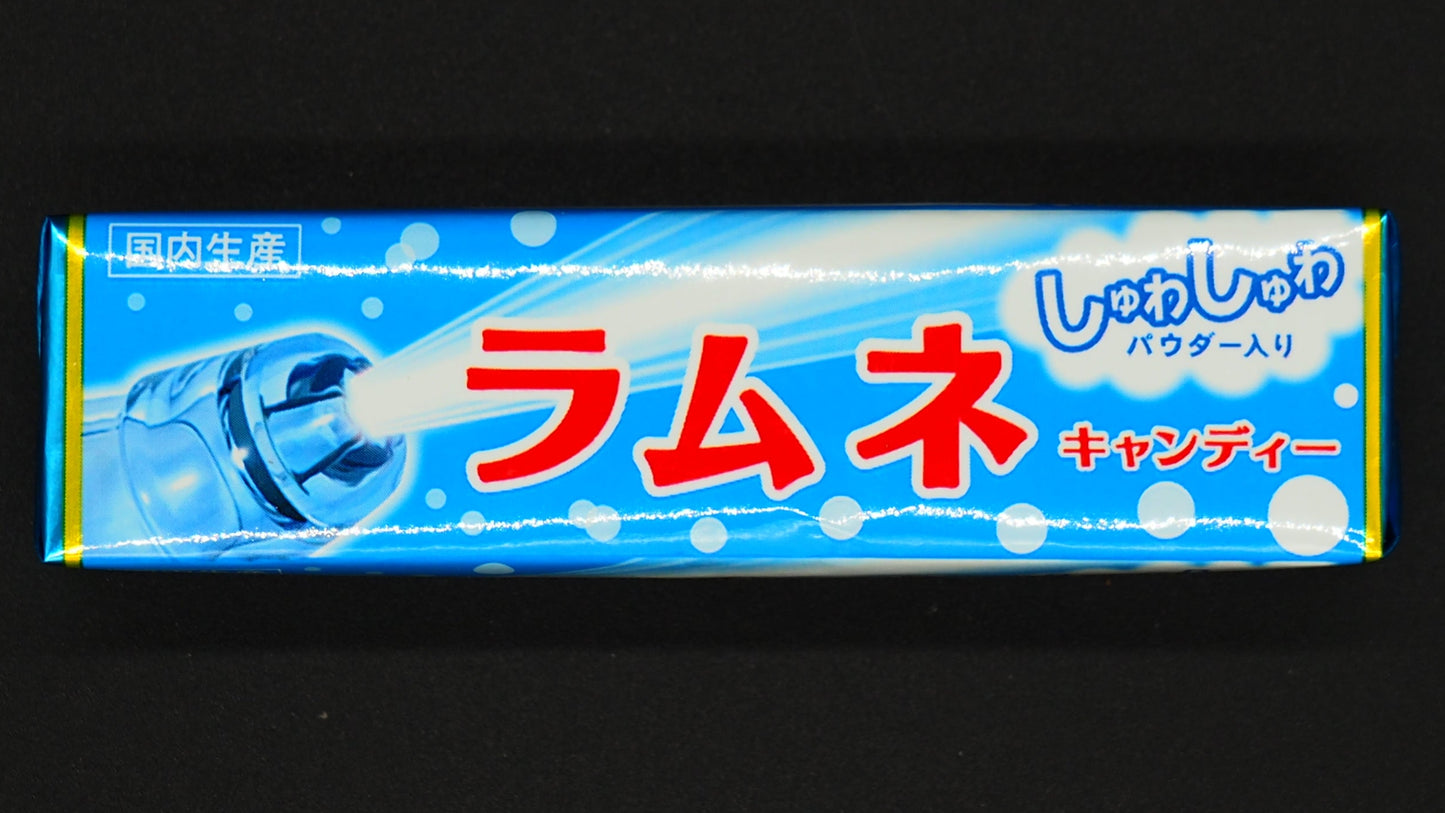 国内生産
しゅわしゅわ
パウダー入り
ラムネ
キャンディー